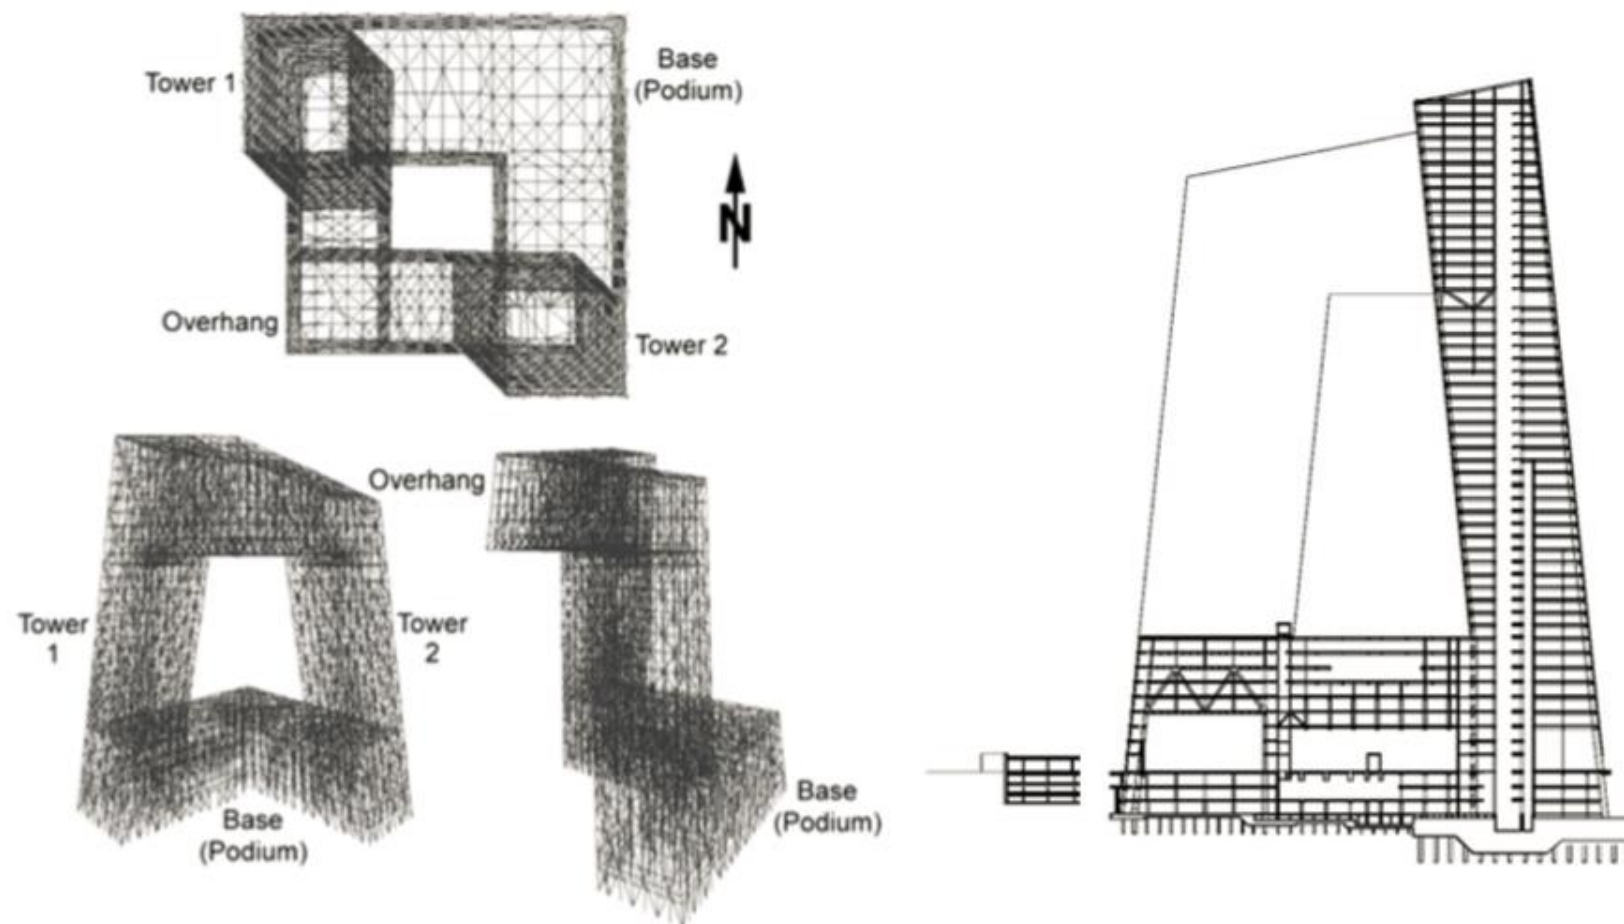 Tower 1
Base
(Podium)
N
Overhang
Tower 2
Overhang
Tower
1
Tower
2
Base
(Podium)
Base
(Podium)